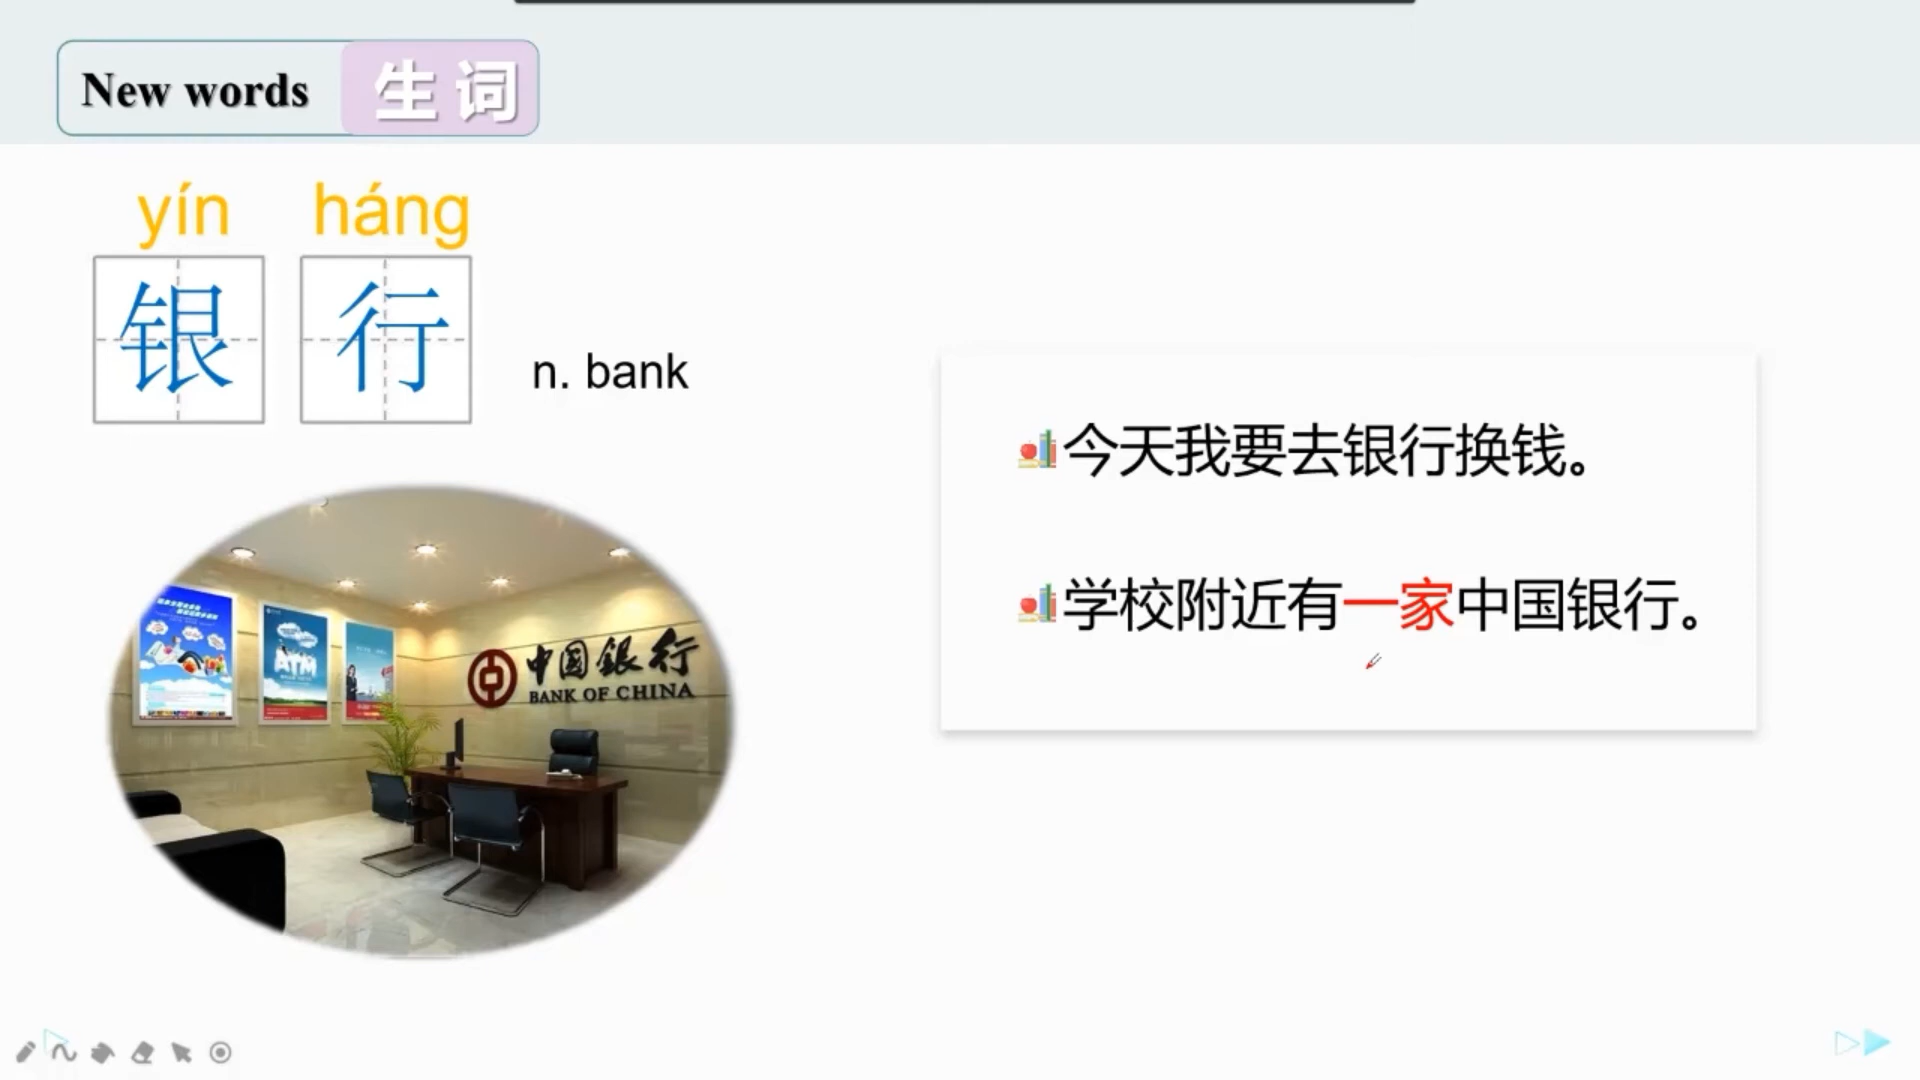 New words 生词
yín háng
银行
n. bank
今天我要去银行换钱。
学校附近有一家中国银行。
ATM
中国銀行
BANK OF CHINA